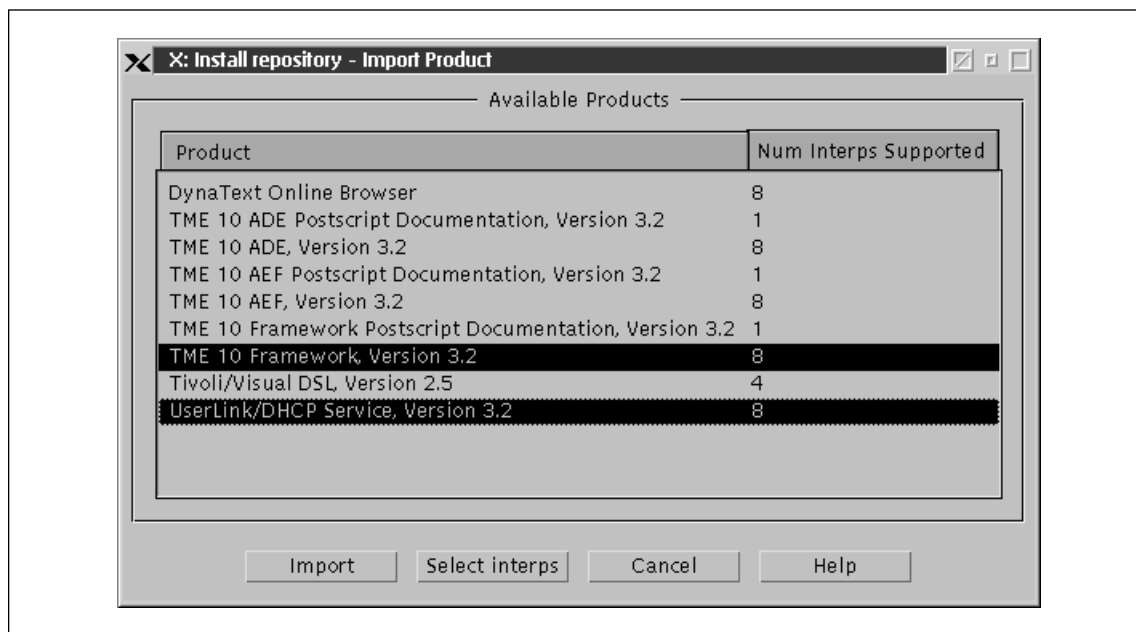 X: Install repository - Import Product
Available Products
Product Num Interps Supported
DynaText Online Browser 8
TME 10 ADE Postscript Documentation, Version 3.2 1
TME 10 ADE, Version 3.2 8
TME 10 AEF Postscript Documentation, Version 3.2 1
TME 10 AEF, Version 3.2 8
TME 10 Framework Postscript Documentation, Version 3.2 1
TME 10 Framework, Version 3.2 8
Tivoli/Visual DSL, Version 2.5 4
UserLink/DHCP Service, Version 3.2 8
Import Select interps Cancel Help